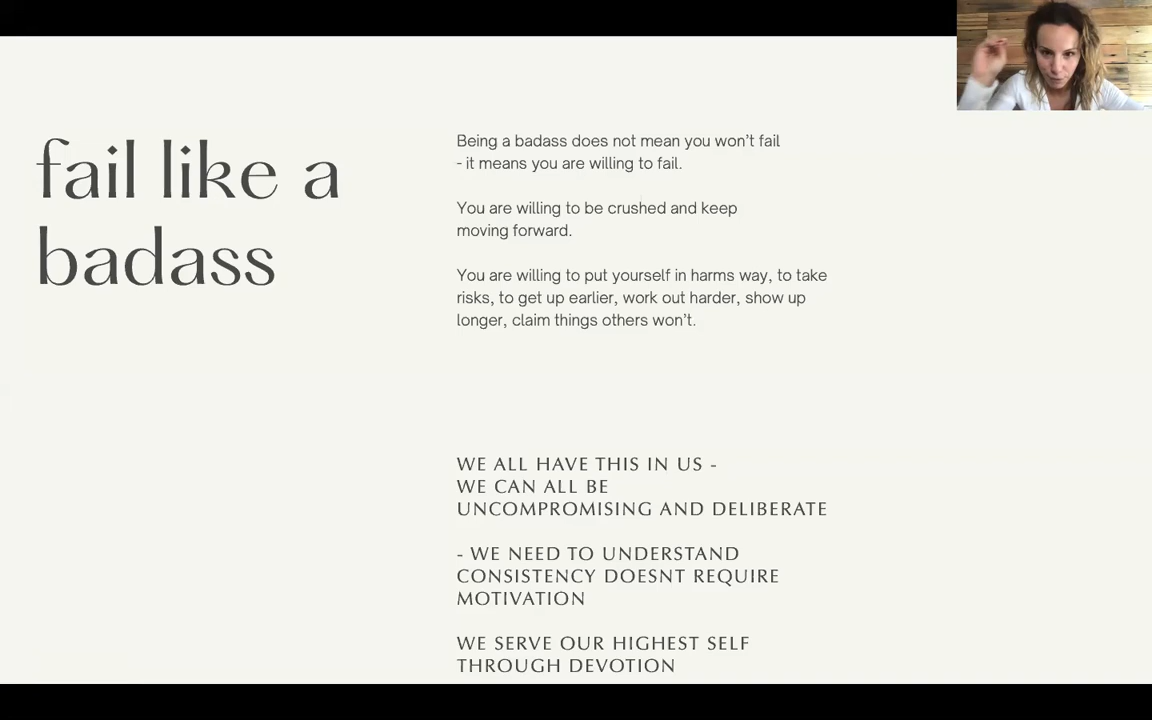 fail like a
badass
Being a badass does not mean you won't fail
- it means you are willing to fail.
You are willing to be crushed and keep
moving forward.
You are willing to put yourself in harms way, to take
risks, to get up earlier, work out harder, show up
longer, claim things others won't.
WE ALL HAVE THIS IN US -
WE CAN ALL BE
UNCOMPROMISING AND DELIBERATE
- WE NEED TO UNDERSTAND
CONSISTENCY DOESNT REQUIRE
MOTIVATION
WE SERVE OUR HIGHEST SELF
THROUGH DEVOTION